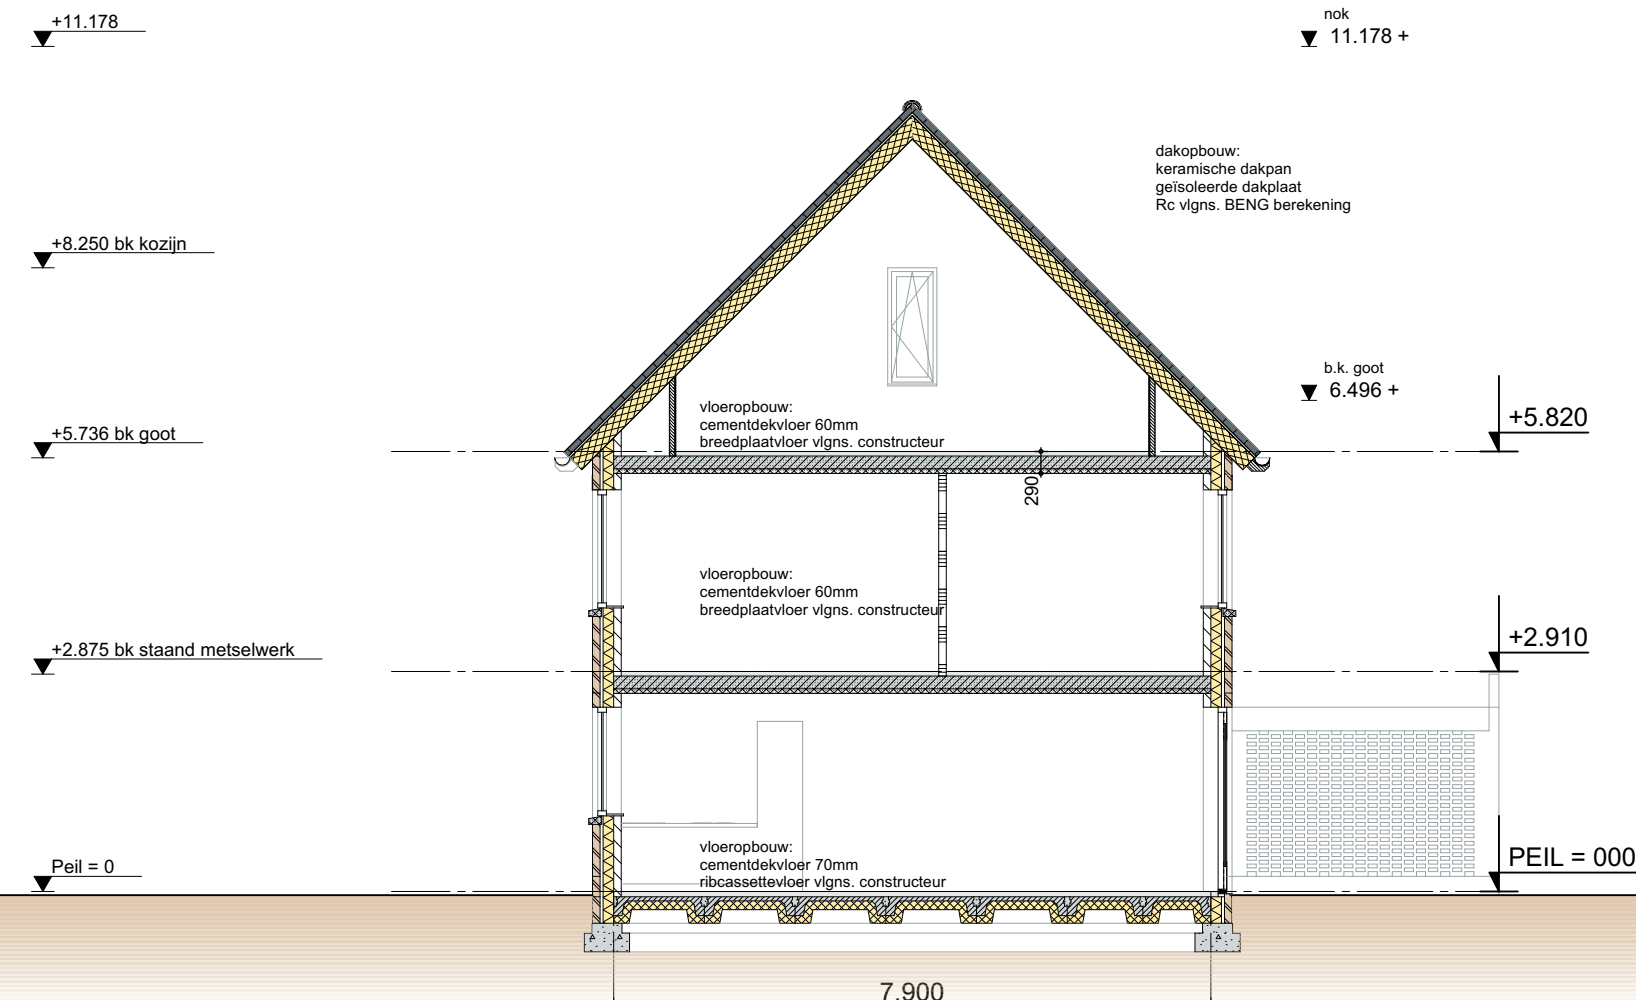 +11.178
nok
11.178 +
dakopbouw:
keramische dakpan
geïsoleerde dakplaat
Rc vlgns. BENG berekening
+8.250 bk kozijn
b.k. goot
6.496 +
+5.820
+5.736 bk goot
vloeropbouw:
cementdekvloer 60mm
breedplaatvloer vlgns. constructeur
290
vloeropbouw:
cementdekvloer 60mm
breedplaatvloer vlgns. constructeur
+2.910
+2.875 bk staand metselwerk
vloeropbouw:
cementdekvloer 70mm
ribcassettevloer vlgns. constructeur
Peil = 0
PEIL = 000
7.900